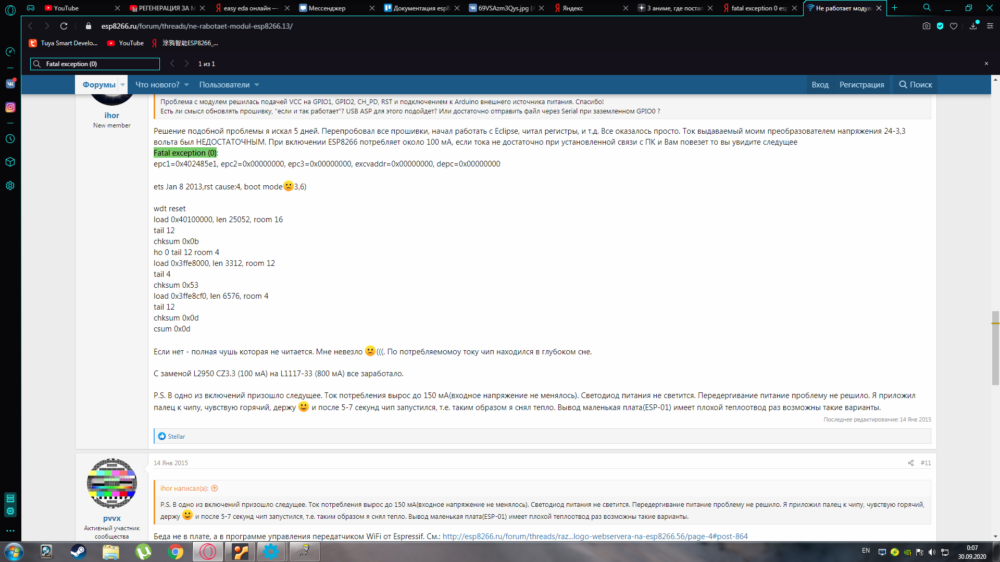 YouTube
РЕГЕНЕРАЦИЯ ЗА М
easy eda онлайн —
Мессенджер
Документация esp8
69VSAzm3Qys.jpg (4
Яндекс
3 аниме, где постап
fatal exception 0 esp
Не работает модул
esp8266.ru/forum/threads/ne-rabotaet-modul-esp8266.13/
Tuya Smart Develo...
YouTube
涂鸦智能ESP8266_...
Fatal exception (0)
1 из 1
Форумы
Что нового?
Пользователи
Вход
Регистрация
Поиск
ihor
New member
Проблема с модулем решилась подачей VCC на GPIO1, GPIO2, CH_PD, RST и подключением к Arduino внешнего источника питания. Спасибо!
Есть ли смысл обновлять прошивку, "если и так работает"? USB ASP для этого подойдет? Или достаточно отправить файл через Serial при заземленном GPIO0 ?
Решение подобной проблемы я искал 5 дней. Перепробовал все прошивки, начал работать с Eclipse, читал регистры, и т.д. Все оказалось просто. Ток выдаваемый моим преобразователем напряжения 24-3,3
вольта был НЕДОСТАТОЧНЫМ. При включении ESP8266 потребляет около 100 мА, если тока не достаточно при установленной связи с ПК и Вам повезет то вы увидите следущее
Fatal exception (0):
epc1=0x402485e1, epc2=0x00000000, epc3=0x00000000, excvaddr=0x00000000, depc=0x00000000
ets Jan 8 2013,rst cause:4, boot mode🙁3,6)
wdt reset
load 0x40100000, len 25052, room 16
tail 12
chksum 0x0b
ho 0 tail 12 room 4
load 0x3ffe8000, len 3312, room 12
tail 4
chksum 0x53
load 0x3ffe8cf0, len 6576, room 4
tail 12
chksum 0x0d
csum 0x0d
Если нет - полная чушь которая не читается. Мне невезло 🙁(((. По потребляемомоу току чип находился в глубоком сне.
С заменой L2950 CZ3.3 (100 мА) на L1117-33 (800 мА) все заработало.
P.S. В одно из включений призошло следущее. Ток потребления вырос до 150 мА(входное напряжение не менялось). Светодиод питания не светится. Передергивание питание проблему не решило. Я приложил
палец к чипу, чувствую горячий, держу 🙂 и после 5-7 секунд чип запустился, т.е. таким образом я снял тепло. Вывод маленькая плата(ESP-01) имеет плохой теплоотвод раз возможны такие варианты.
Последнее редактирование: 14 Янв 2015
Stellar
14 Янв 2015
#11
pvvx
Активный участник
сообщества
ihor написал(а):
P.S. В одно из включений призошло следущее. Ток потребления вырос до 150 мА(входное напряжение не менялось). Светодиод питания не светится. Передергивание питание проблему не решило. Я приложил палец к чипу, чувствую горячий,
держу 🙂 и после 5-7 секунд чип запустился, т.е. таким образом я снял тепло. Вывод маленькая плата(ESP-01) имеет плохой теплоотвод раз возможны такие варианты.
Беда не в плате, а в программе управления передатчиком WiFi от Espressif. См.: http://esp8266.ru/forum/threads/raz...logo-webservera-na-esp8266.56/page-4#post-864
EN
0:07
30.09.2020